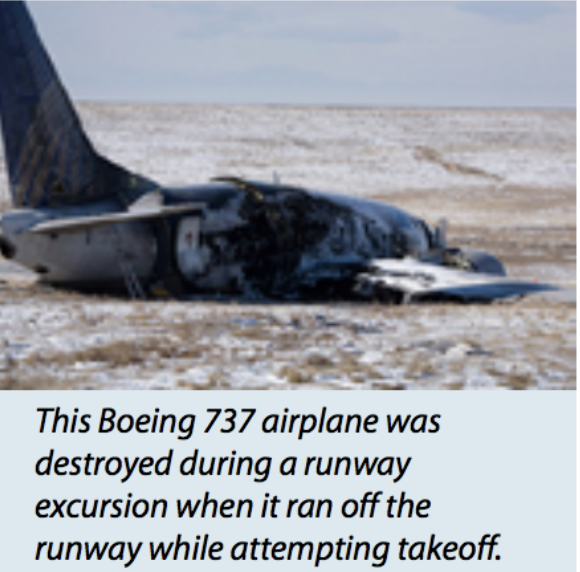 This Boeing 737 airplane was
destroyed during a runway
excursion when it ran off the
runway while attempting takeoff.